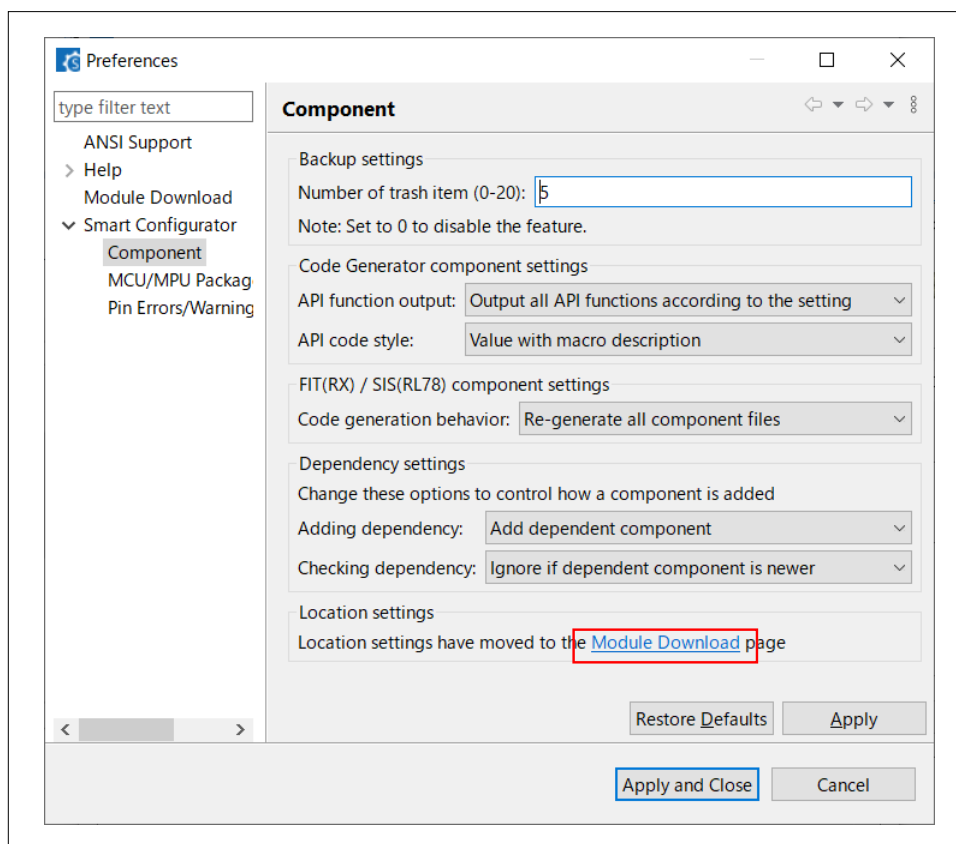 Preferences
type filter text
ANSI Support
Help
Module Download
Smart Configurator
Component
MCU/MPU Packag
Pin Errors/Warning
Component
Backup settings
Number of trash item (0-20): 5
Note: Set to 0 to disable the feature.
Code Generator component settings
API function output: Output all API functions according to the setting
API code style: Value with macro description
FIT(RX) / SIS(RL78) component settings
Code generation behavior: Re-generate all component files
Dependency settings
Change these options to control how a component is added
Adding dependency: Add dependent component
Checking dependency: Ignore if dependent component is newer
Location settings
Location settings have moved to the Module Download page
Restore Defaults Apply
Apply and Close Cancel